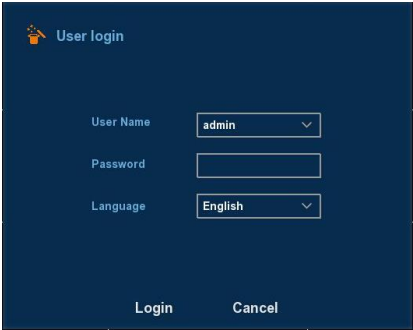 User login
User Name admin
Password
Language English
Login Cancel